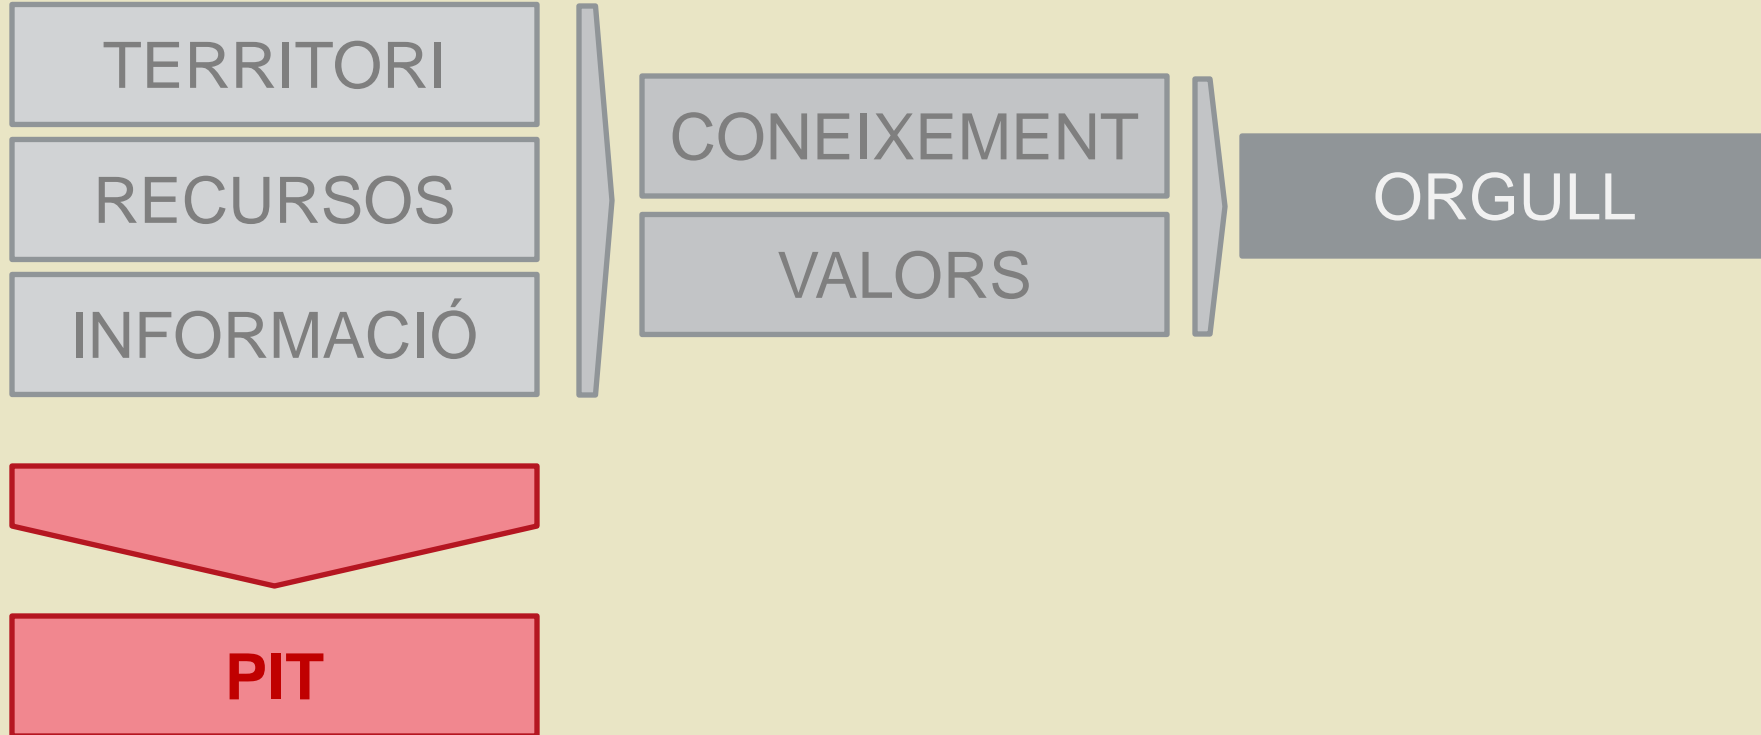 TERRITORI
RECURSOS
INFORMACIÓ
CONEIXEMENT
VALORS
ORGULL
PIT